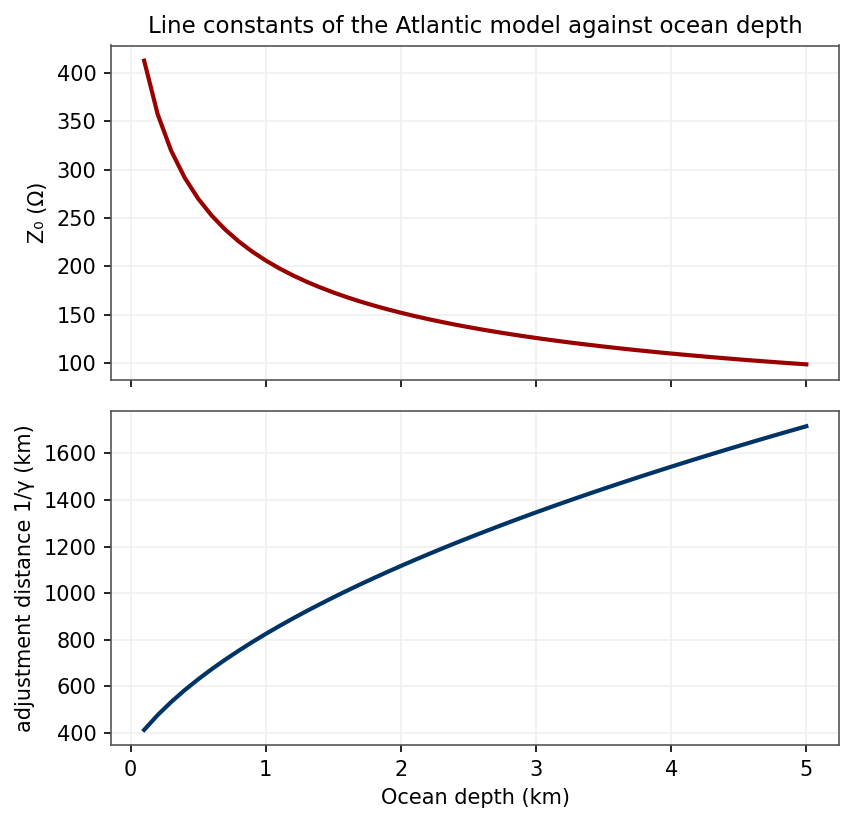 Line constants of the Atlantic model against ocean depth
Z₀ (Ω)
400
350
300
250
200
150
100
adjustment distance 1/γ (km)
1600
1400
1200
1000
800
600
400
0 1 2 3 4 5
Ocean depth (km)